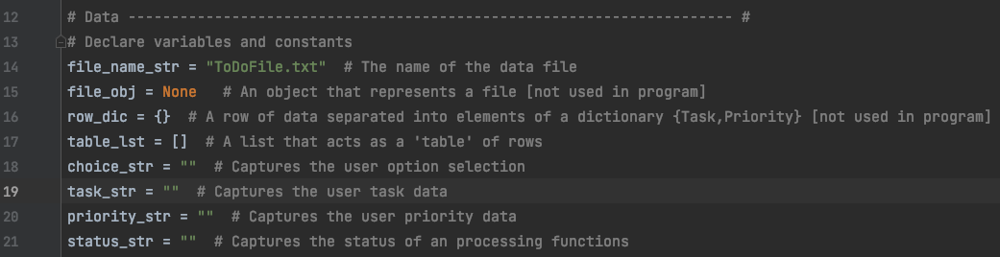 12 # Data ---------------------------------------------------------------------- #
13 # Declare variables and constants
14 file_name_str = "ToDoFile.txt"  # The name of the data file
15 file_obj = None   # An object that represents a file [not used in program]
16 row_dic = {}  # A row of data separated into elements of a dictionary {Task,Priority} [not used in program]
17 table_lst = []  # A list that acts as a 'table' of rows
18 choice_str = ""  # Captures the user option selection
19 task_str = ""  # Captures the user task data
20 priority_str = ""  # Captures the user priority data
21 status_str = ""  # Captures the status of an processing functions